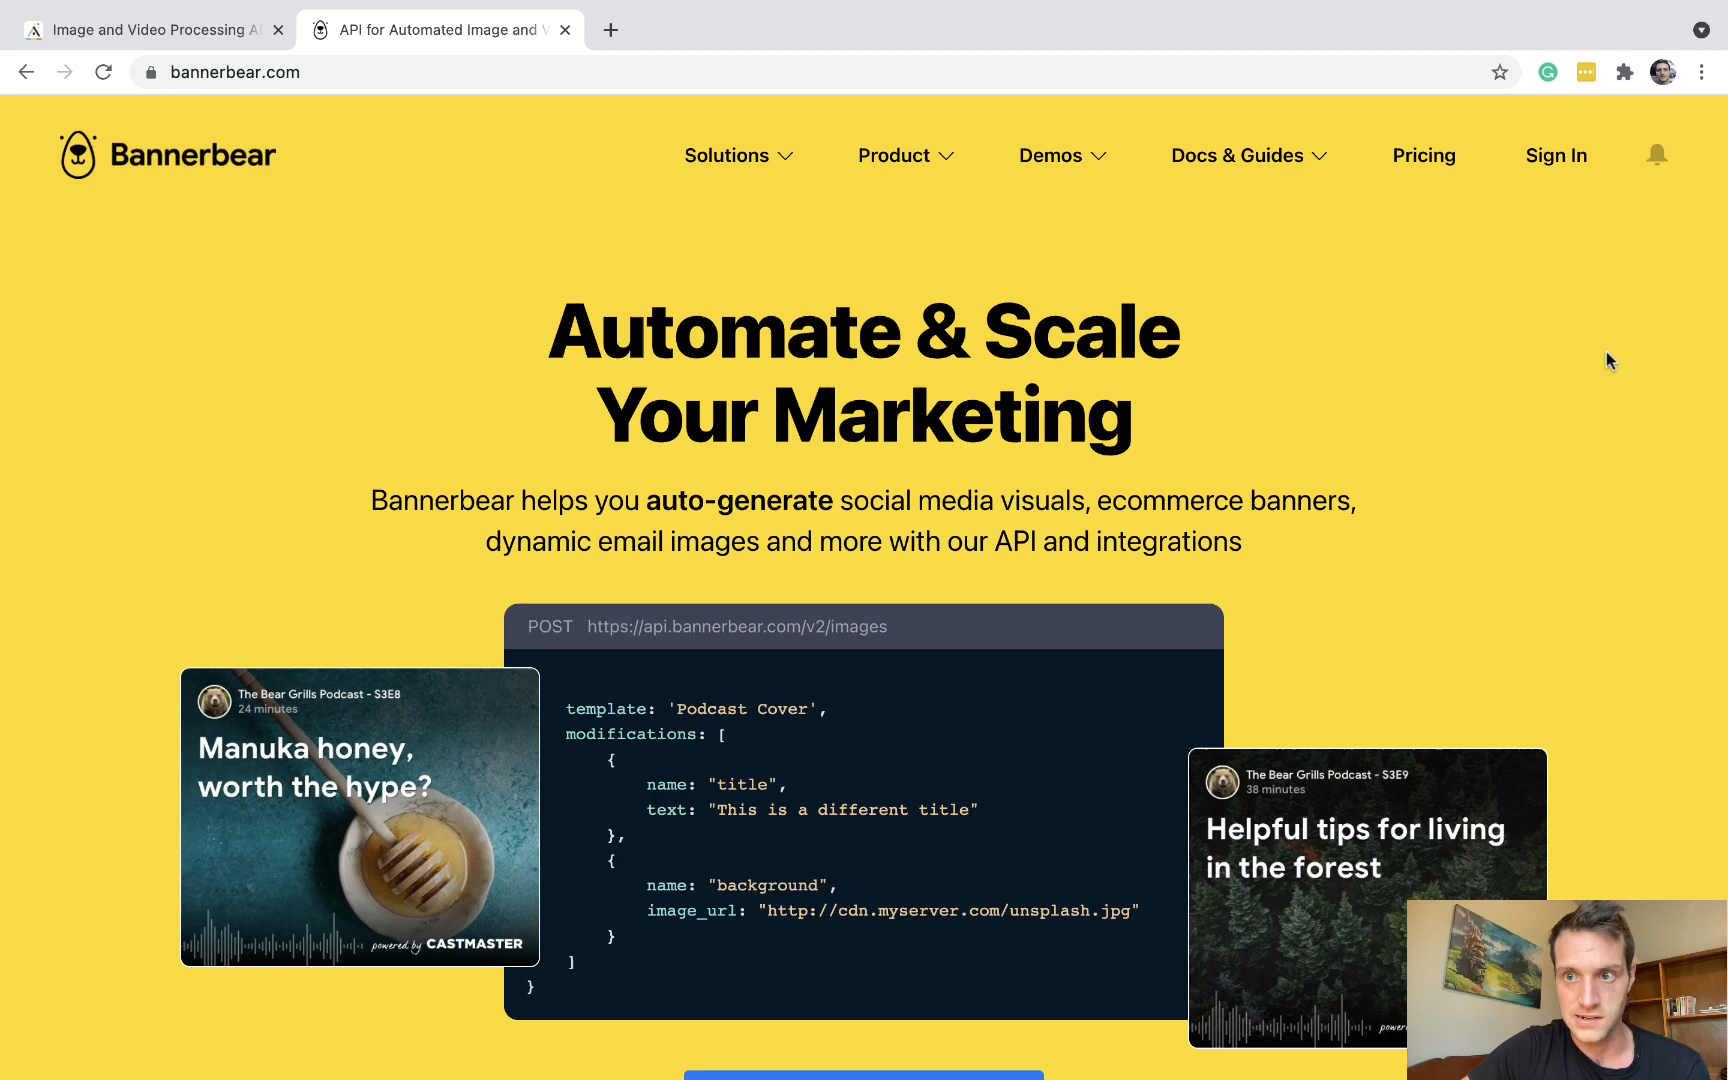 Image and Video Processing
API for Automated Image and
bannerbear.com
Bannerbear
Solutions
Product
Demos
Docs & Guides
Pricing
Sign In
Automate & Scale
Your Marketing
Bannerbear helps you auto-generate social media visuals, ecommerce banners,
dynamic email images and more with our API and integrations
POST https://api.bannerbear.com/v2/images
template: 'Podcast Cover',
modifications: [
{
name: "title",
text: "This is a different title"
},
{
name: "background",
image_url: "http://cdn.myserver.com/unsplash.jpg"
}
]
}
The Bear Grills Podcast - S3E8
24 minutes
Manuka honey,
worth the hype?
powered by CASTMASTER
The Bear Grills Podcast - S3E9
38 minutes
Helpful tips for living
in the forest